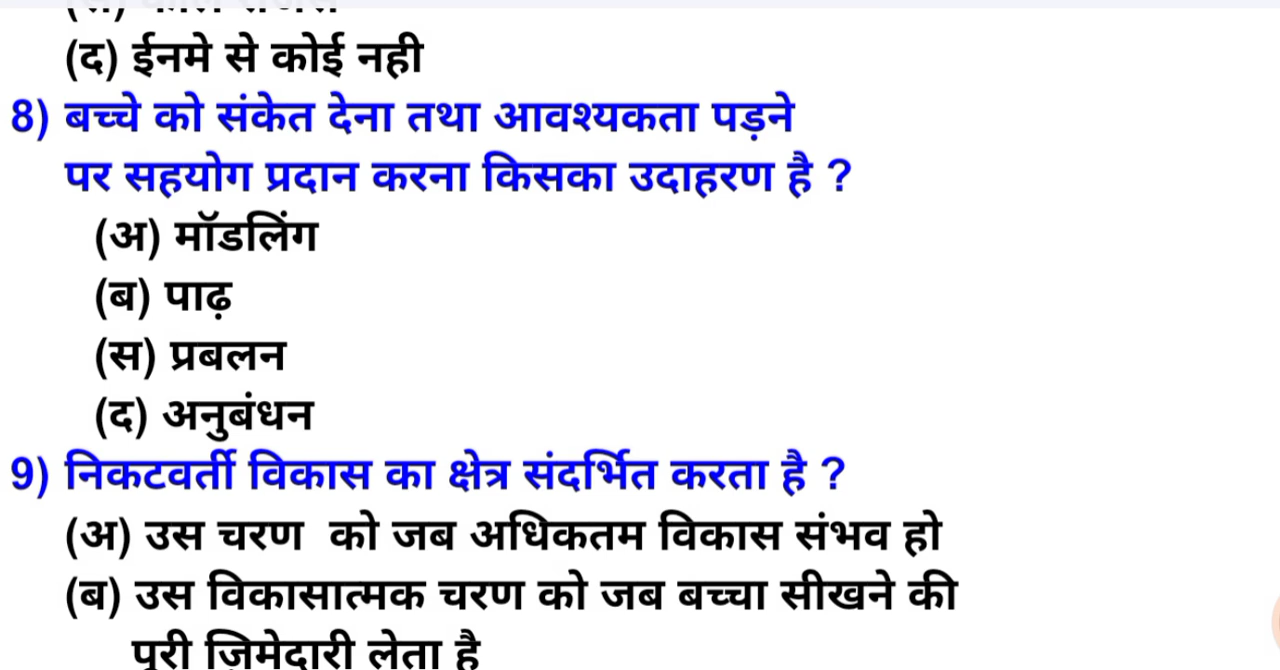 (द) ईनमे से कोई नही
8) बच्चे को संकेत देना तथा आवश्यकता पड़ने
पर सहयोग प्रदान करना किसका उदाहरण है ?
(अ) मॉडलिंग
(ब) पाढ़
(स) प्रबलन
(द) अनुबंधन
9) निकटवर्ती विकास का क्षेत्र संदर्भित करता है ?
(अ) उस चरण को जब अधिकतम विकास संभव हो
(ब) उस विकासात्मक चरण को जब बच्चा सीखने की
पूरी ज़िमेदारी लेता है